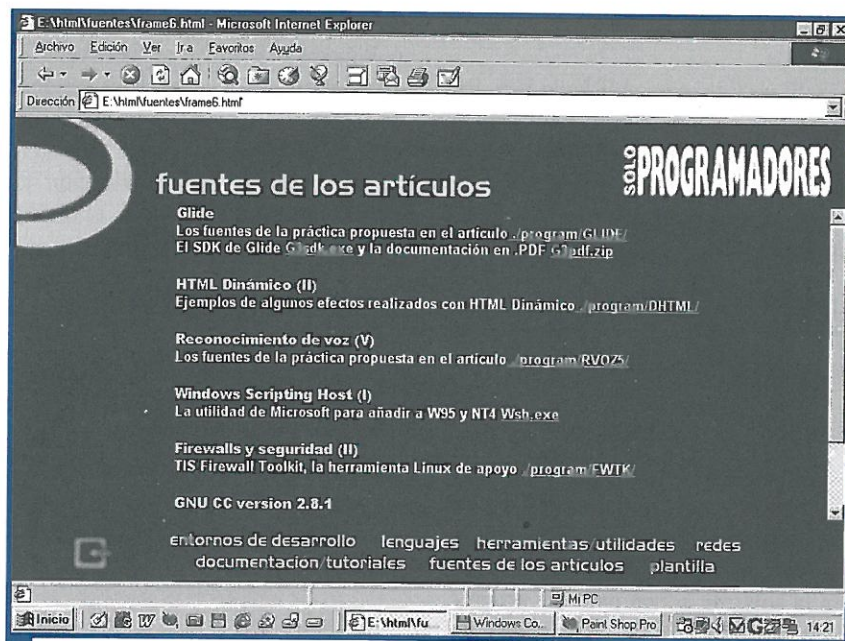 E:\html\fuentes\frame6.html - Microsoft Internet Explorer
Archivo Edición Ver Ir a Favoritos Ayuda
Dirección E:\html\fuentes\frame6.html
SOLO PROGRAMADORES
fuentes de los artículos
Glide
Los fuentes de la práctica propuesta en el artículo ./program/GLIDE/
El SDK de Glide G3sdk.exe y la documentación en .PDF G3pdf.zip
HTML Dinámico (II)
Ejemplos de algunos efectos realizados con HTML Dinámico ./program/DHTML/
Reconocimiento de voz (V)
Los fuentes de la práctica propuesta en el artículo ./program/RVOZ5/
Windows Scripting Host (I)
La utilidad de Microsoft para añadir a W95 y NT4 Wsh.exe
Firewalls y seguridad (II)
TIS Firewall Toolkit, la herramienta Linux de apoyo ./program/FWTK/
GNU CC version 2.8.1
entornos de desarrollo lenguajes herramientas/utilidades redes
documentacion/tutoriales fuentes de los articulos plantilla
Mi PC
Inicio E:\html\fu Windows Co... Paint Shop Pro 14:21